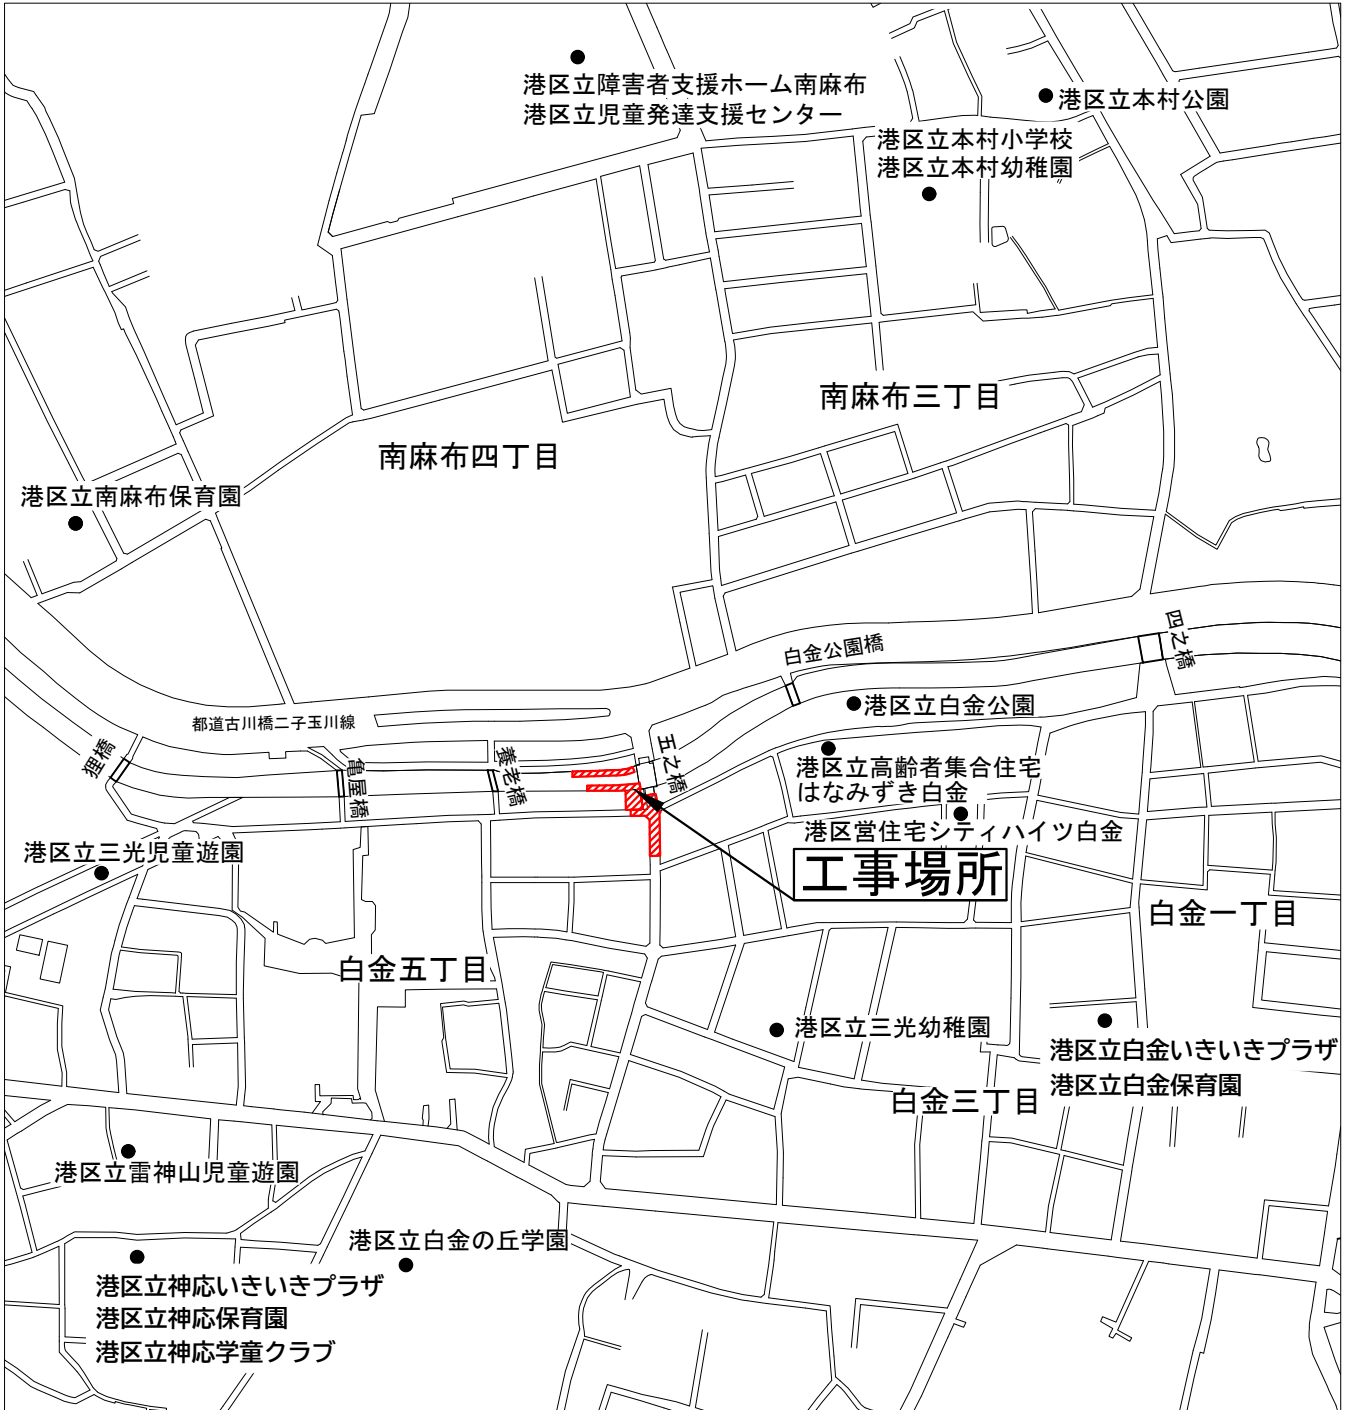 港区立障害者支援ホーム南麻布
港区立児童発達支援センター
港区立本村公園
港区立本村小学校
港区立本村幼稚園
南麻布三丁目
南麻布四丁目
港区立南麻布保育園
四之橋
白金公園橋
港区立白金公園
都道古川橋二子玉川線
狸橋
亀屋橋
養老橋
五之橋
港区立高齢者集合住宅
はなみずき白金
港区営住宅シティハイツ白金
港区立三光児童遊園
工事場所
白金一丁目
白金五丁目
港区立三光幼稚園
港区立白金いきいきプラザ
港区立白金保育園
白金三丁目
港区立雷神山児童遊園
港区立白金の丘学園
港区立神応いきいきプラザ
港区立神応保育園
港区立神応学童クラブ